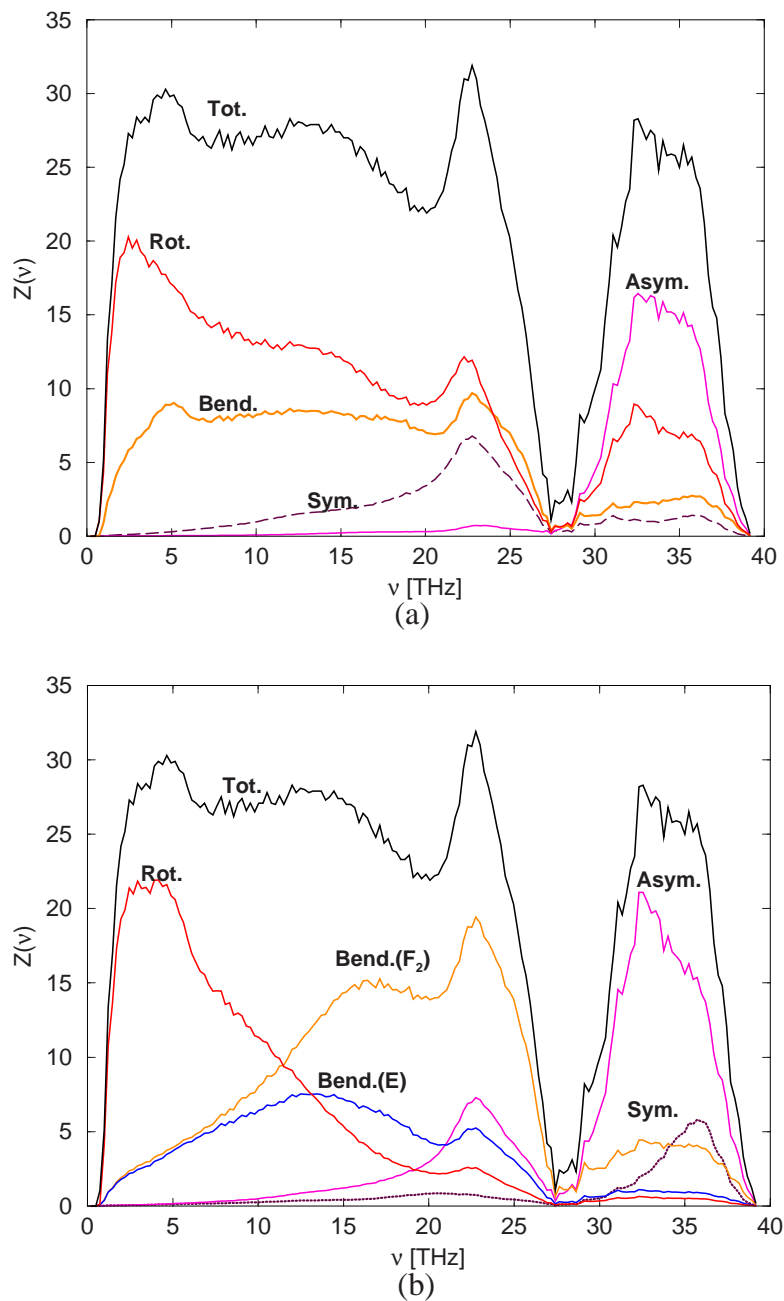 35
30
25
20
15
10
5
0
Z(ν)
Tot.
Rot.
Asym.
Bend.
Sym.
0 5 10 15 20 25 30 35 40
ν [THz]
(a)
35
30
25
20
15
10
5
0
Z(ν)
Tot.
Rot.
Asym.
Bend.(F₂)
Bend.(E)
Sym.
0 5 10 15 20 25 30 35 40
ν [THz]
(b)